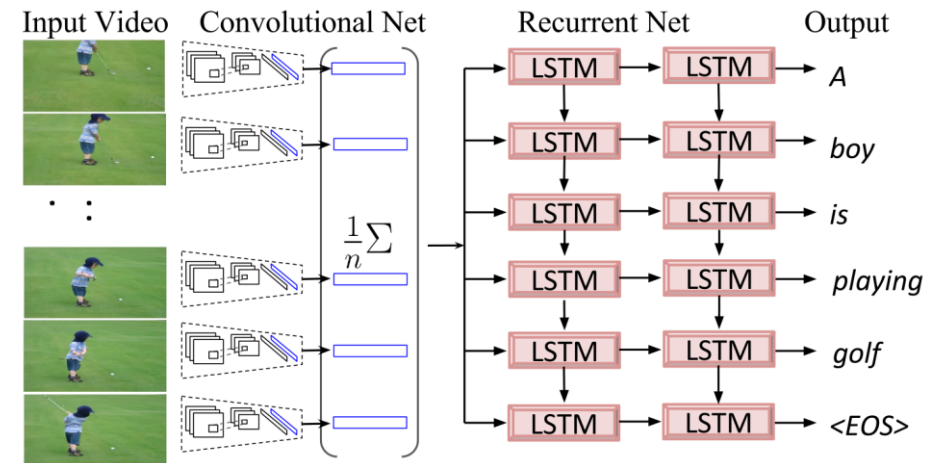 Input Video Convolutional Net Recurrent Net Output
LSTM LSTM A
LSTM LSTM boy
LSTM LSTM is
1/n Σ
LSTM LSTM playing
LSTM LSTM golf
LSTM LSTM <EOS>